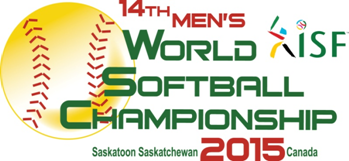 14TH MEN'S
WORLD ISF
SOFTBALL
CHAMPIONSHIP
Saskatoon Saskatchewan 2015 Canada